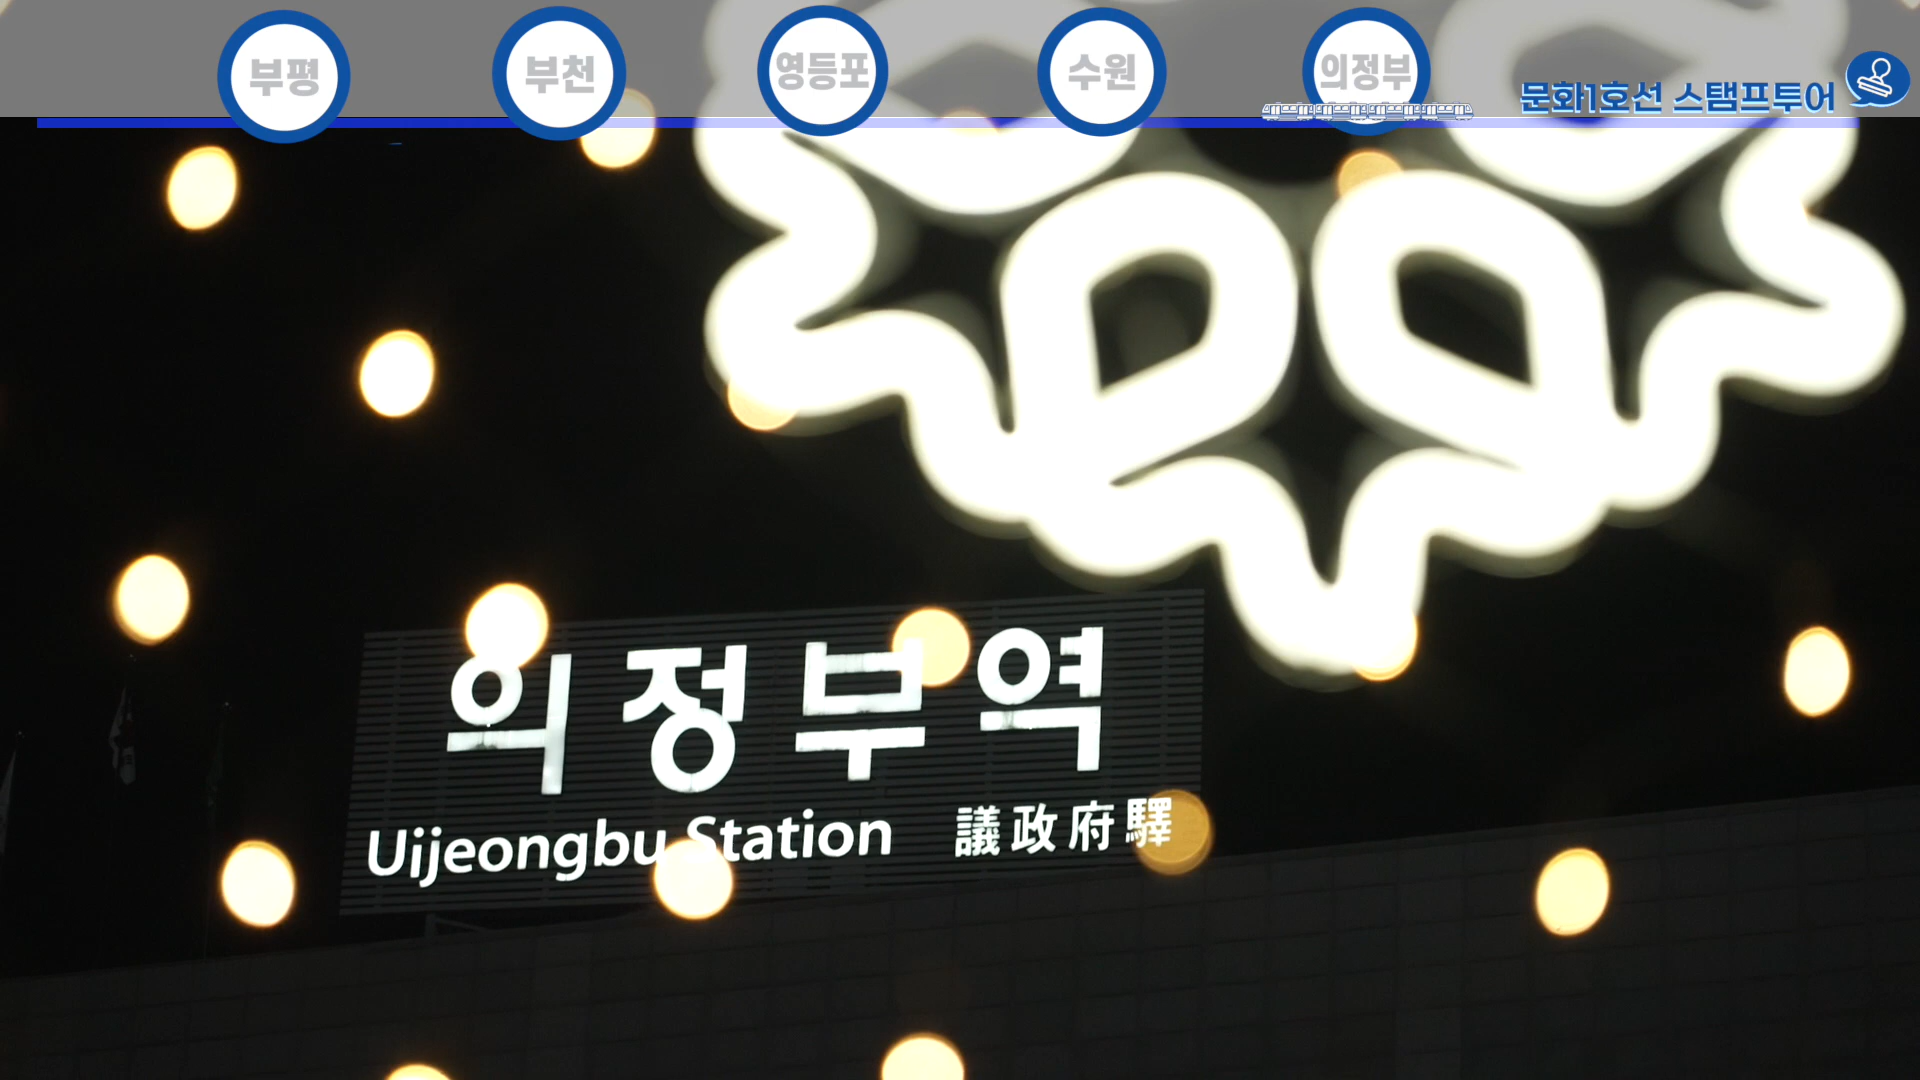 부평
부천
영등포
수원
의정부
문화1호선 스탬프투어
의정부역
Uijeongbu Station 議政府驛